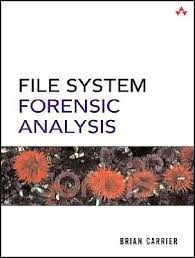 FILE SYSTEM
FORENSIC ANALYSIS
BRIAN CARRIER